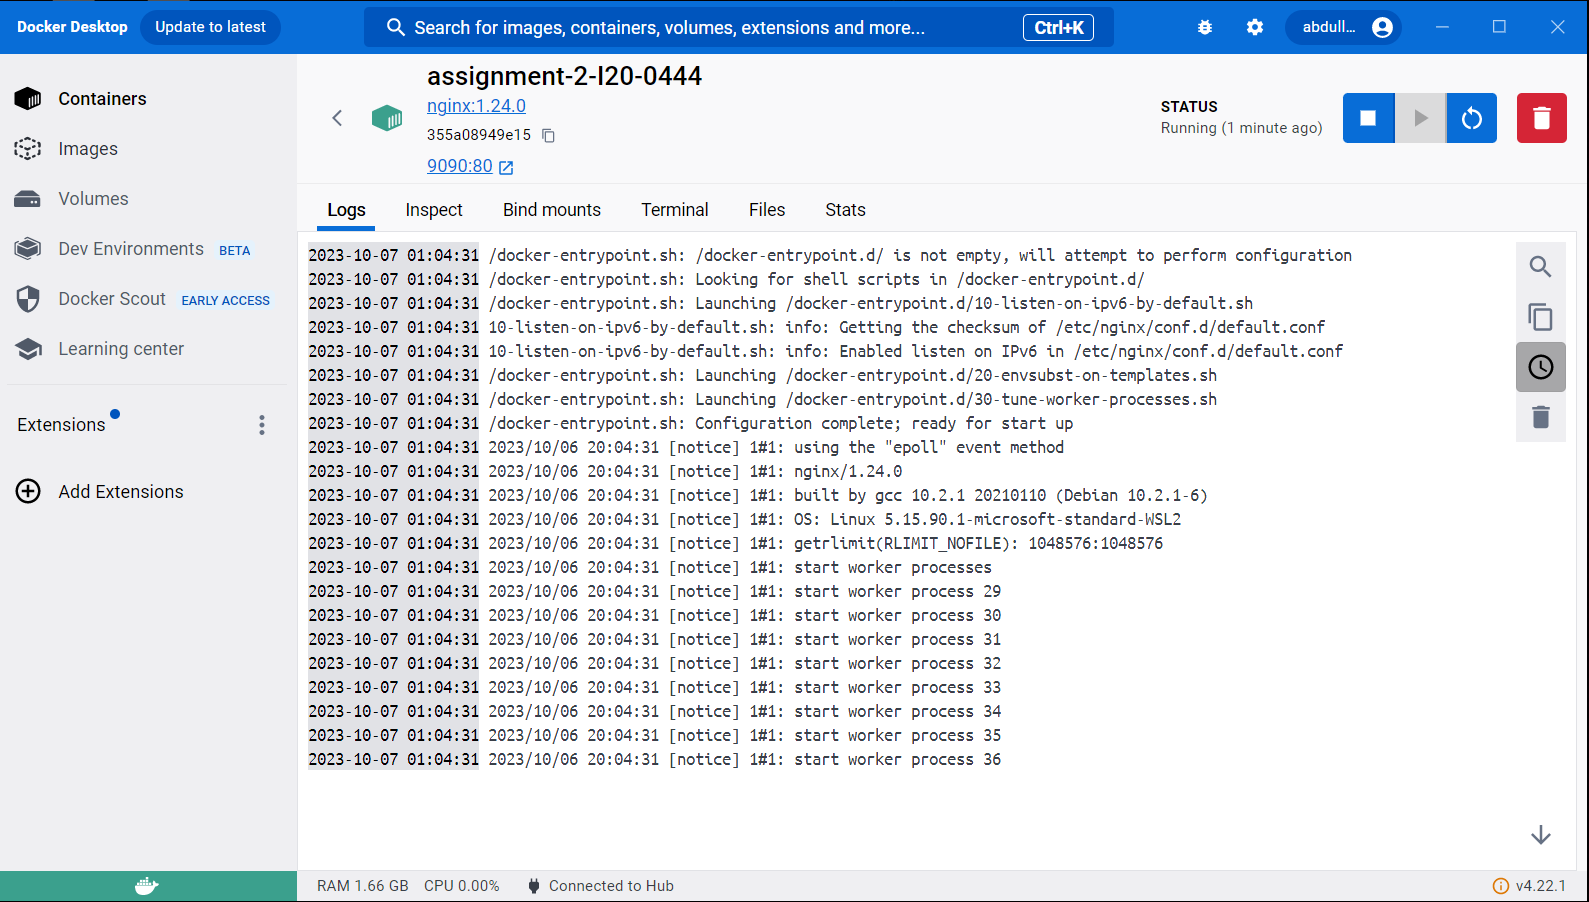 Docker Desktop Update to latest Search for images, containers, volumes, extensions and more... Ctrl+K abdull...
Containers
Images
Volumes
Dev Environments BETA
Docker Scout EARLY ACCESS
Learning center
Extensions
Add Extensions
assignment-2-I20-0444
nginx:1.24.0
355a08949e15
9090:80
STATUS
Running (1 minute ago)
Logs Inspect Bind mounts Terminal Files Stats
2023-10-07 01:04:31 /docker-entrypoint.sh: /docker-entrypoint.d/ is not empty, will attempt to perform configuration
2023-10-07 01:04:31 /docker-entrypoint.sh: Looking for shell scripts in /docker-entrypoint.d/
2023-10-07 01:04:31 /docker-entrypoint.sh: Launching /docker-entrypoint.d/10-listen-on-ipv6-by-default.sh
2023-10-07 01:04:31 10-listen-on-ipv6-by-default.sh: info: Getting the checksum of /etc/nginx/conf.d/default.conf
2023-10-07 01:04:31 10-listen-on-ipv6-by-default.sh: info: Enabled listen on IPv6 in /etc/nginx/conf.d/default.conf
2023-10-07 01:04:31 /docker-entrypoint.sh: Launching /docker-entrypoint.d/20-envsubst-on-templates.sh
2023-10-07 01:04:31 /docker-entrypoint.sh: Launching /docker-entrypoint.d/30-tune-worker-processes.sh
2023-10-07 01:04:31 /docker-entrypoint.sh: Configuration complete; ready for start up
2023-10-07 01:04:31 2023/10/06 20:04:31 [notice] 1#1: using the "epoll" event method
2023-10-07 01:04:31 2023/10/06 20:04:31 [notice] 1#1: nginx/1.24.0
2023-10-07 01:04:31 2023/10/06 20:04:31 [notice] 1#1: built by gcc 10.2.1 20210110 (Debian 10.2.1-6)
2023-10-07 01:04:31 2023/10/06 20:04:31 [notice] 1#1: OS: Linux 5.15.90.1-microsoft-standard-WSL2
2023-10-07 01:04:31 2023/10/06 20:04:31 [notice] 1#1: getrlimit(RLIMIT_NOFILE): 1048576:1048576
2023-10-07 01:04:31 2023/10/06 20:04:31 [notice] 1#1: start worker processes
2023-10-07 01:04:31 2023/10/06 20:04:31 [notice] 1#1: start worker process 29
2023-10-07 01:04:31 2023/10/06 20:04:31 [notice] 1#1: start worker process 30
2023-10-07 01:04:31 2023/10/06 20:04:31 [notice] 1#1: start worker process 31
2023-10-07 01:04:31 2023/10/06 20:04:31 [notice] 1#1: start worker process 32
2023-10-07 01:04:31 2023/10/06 20:04:31 [notice] 1#1: start worker process 33
2023-10-07 01:04:31 2023/10/06 20:04:31 [notice] 1#1: start worker process 34
2023-10-07 01:04:31 2023/10/06 20:04:31 [notice] 1#1: start worker process 35
2023-10-07 01:04:31 2023/10/06 20:04:31 [notice] 1#1: start worker process 36
RAM 1.66 GB CPU 0.00% Connected to Hub v4.22.1